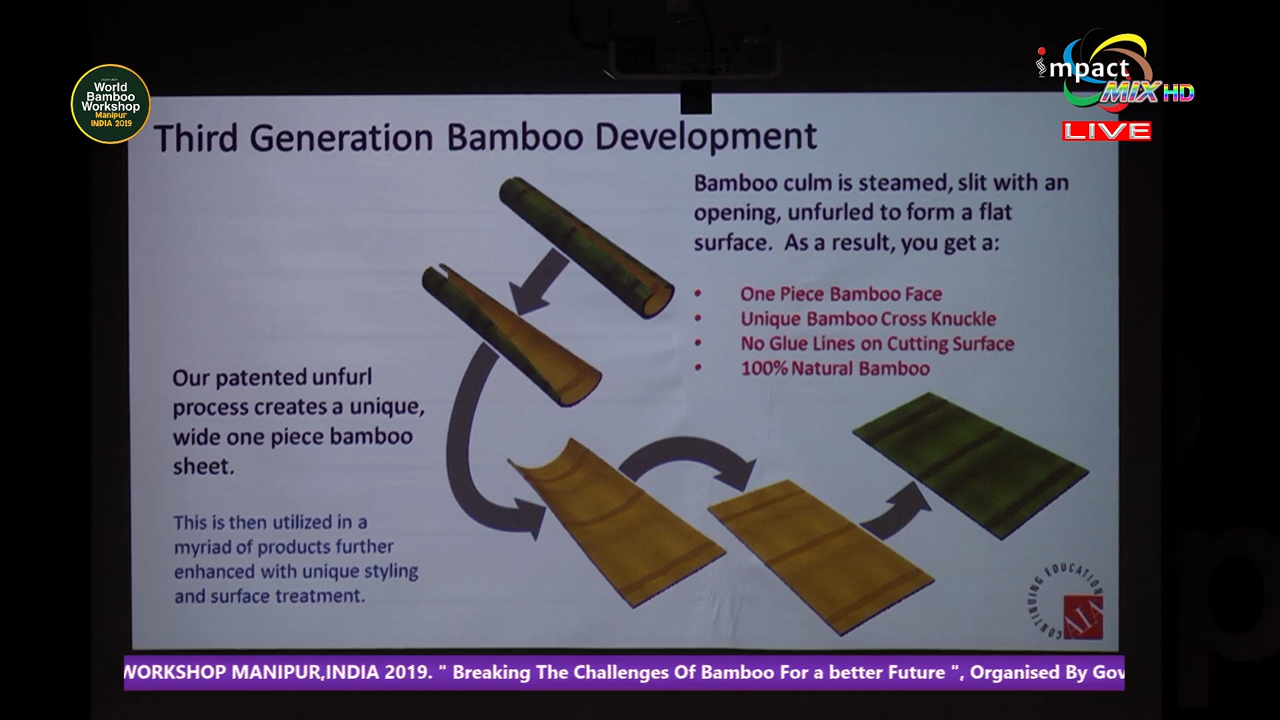 World
Bamboo
Workshop
Manipur
INDIA 2019
impact
MIX HD
LIVE
Third Generation Bamboo Development
Bamboo culm is steamed, slit with an
opening, unfurled to form a flat
surface. As a result, you get a:
• One Piece Bamboo Face
• Unique Bamboo Cross Knuckle
• No Glue Lines on Cutting Surface
• 100% Natural Bamboo
Our patented unfurl
process creates a unique,
wide one piece bamboo
sheet.
This is then utilized in a
myriad of products further
enhanced with unique styling
and surface treatment.
CONTINUING EDUCATION
AIA
WORKSHOP MANIPUR,INDIA 2019. " Breaking The Challenges Of Bamboo For a better Future ", Organised By Gov